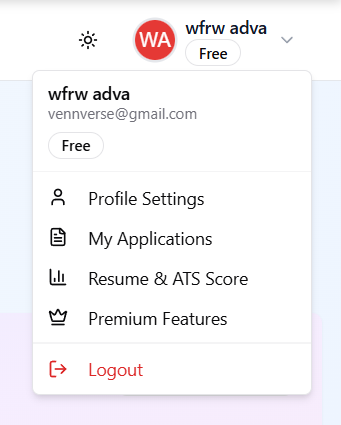 WA
wfrw adva
Free
wfrw adva
vennverse@gmail.com
Free
Profile Settings
My Applications
Resume & ATS Score
Premium Features
Logout